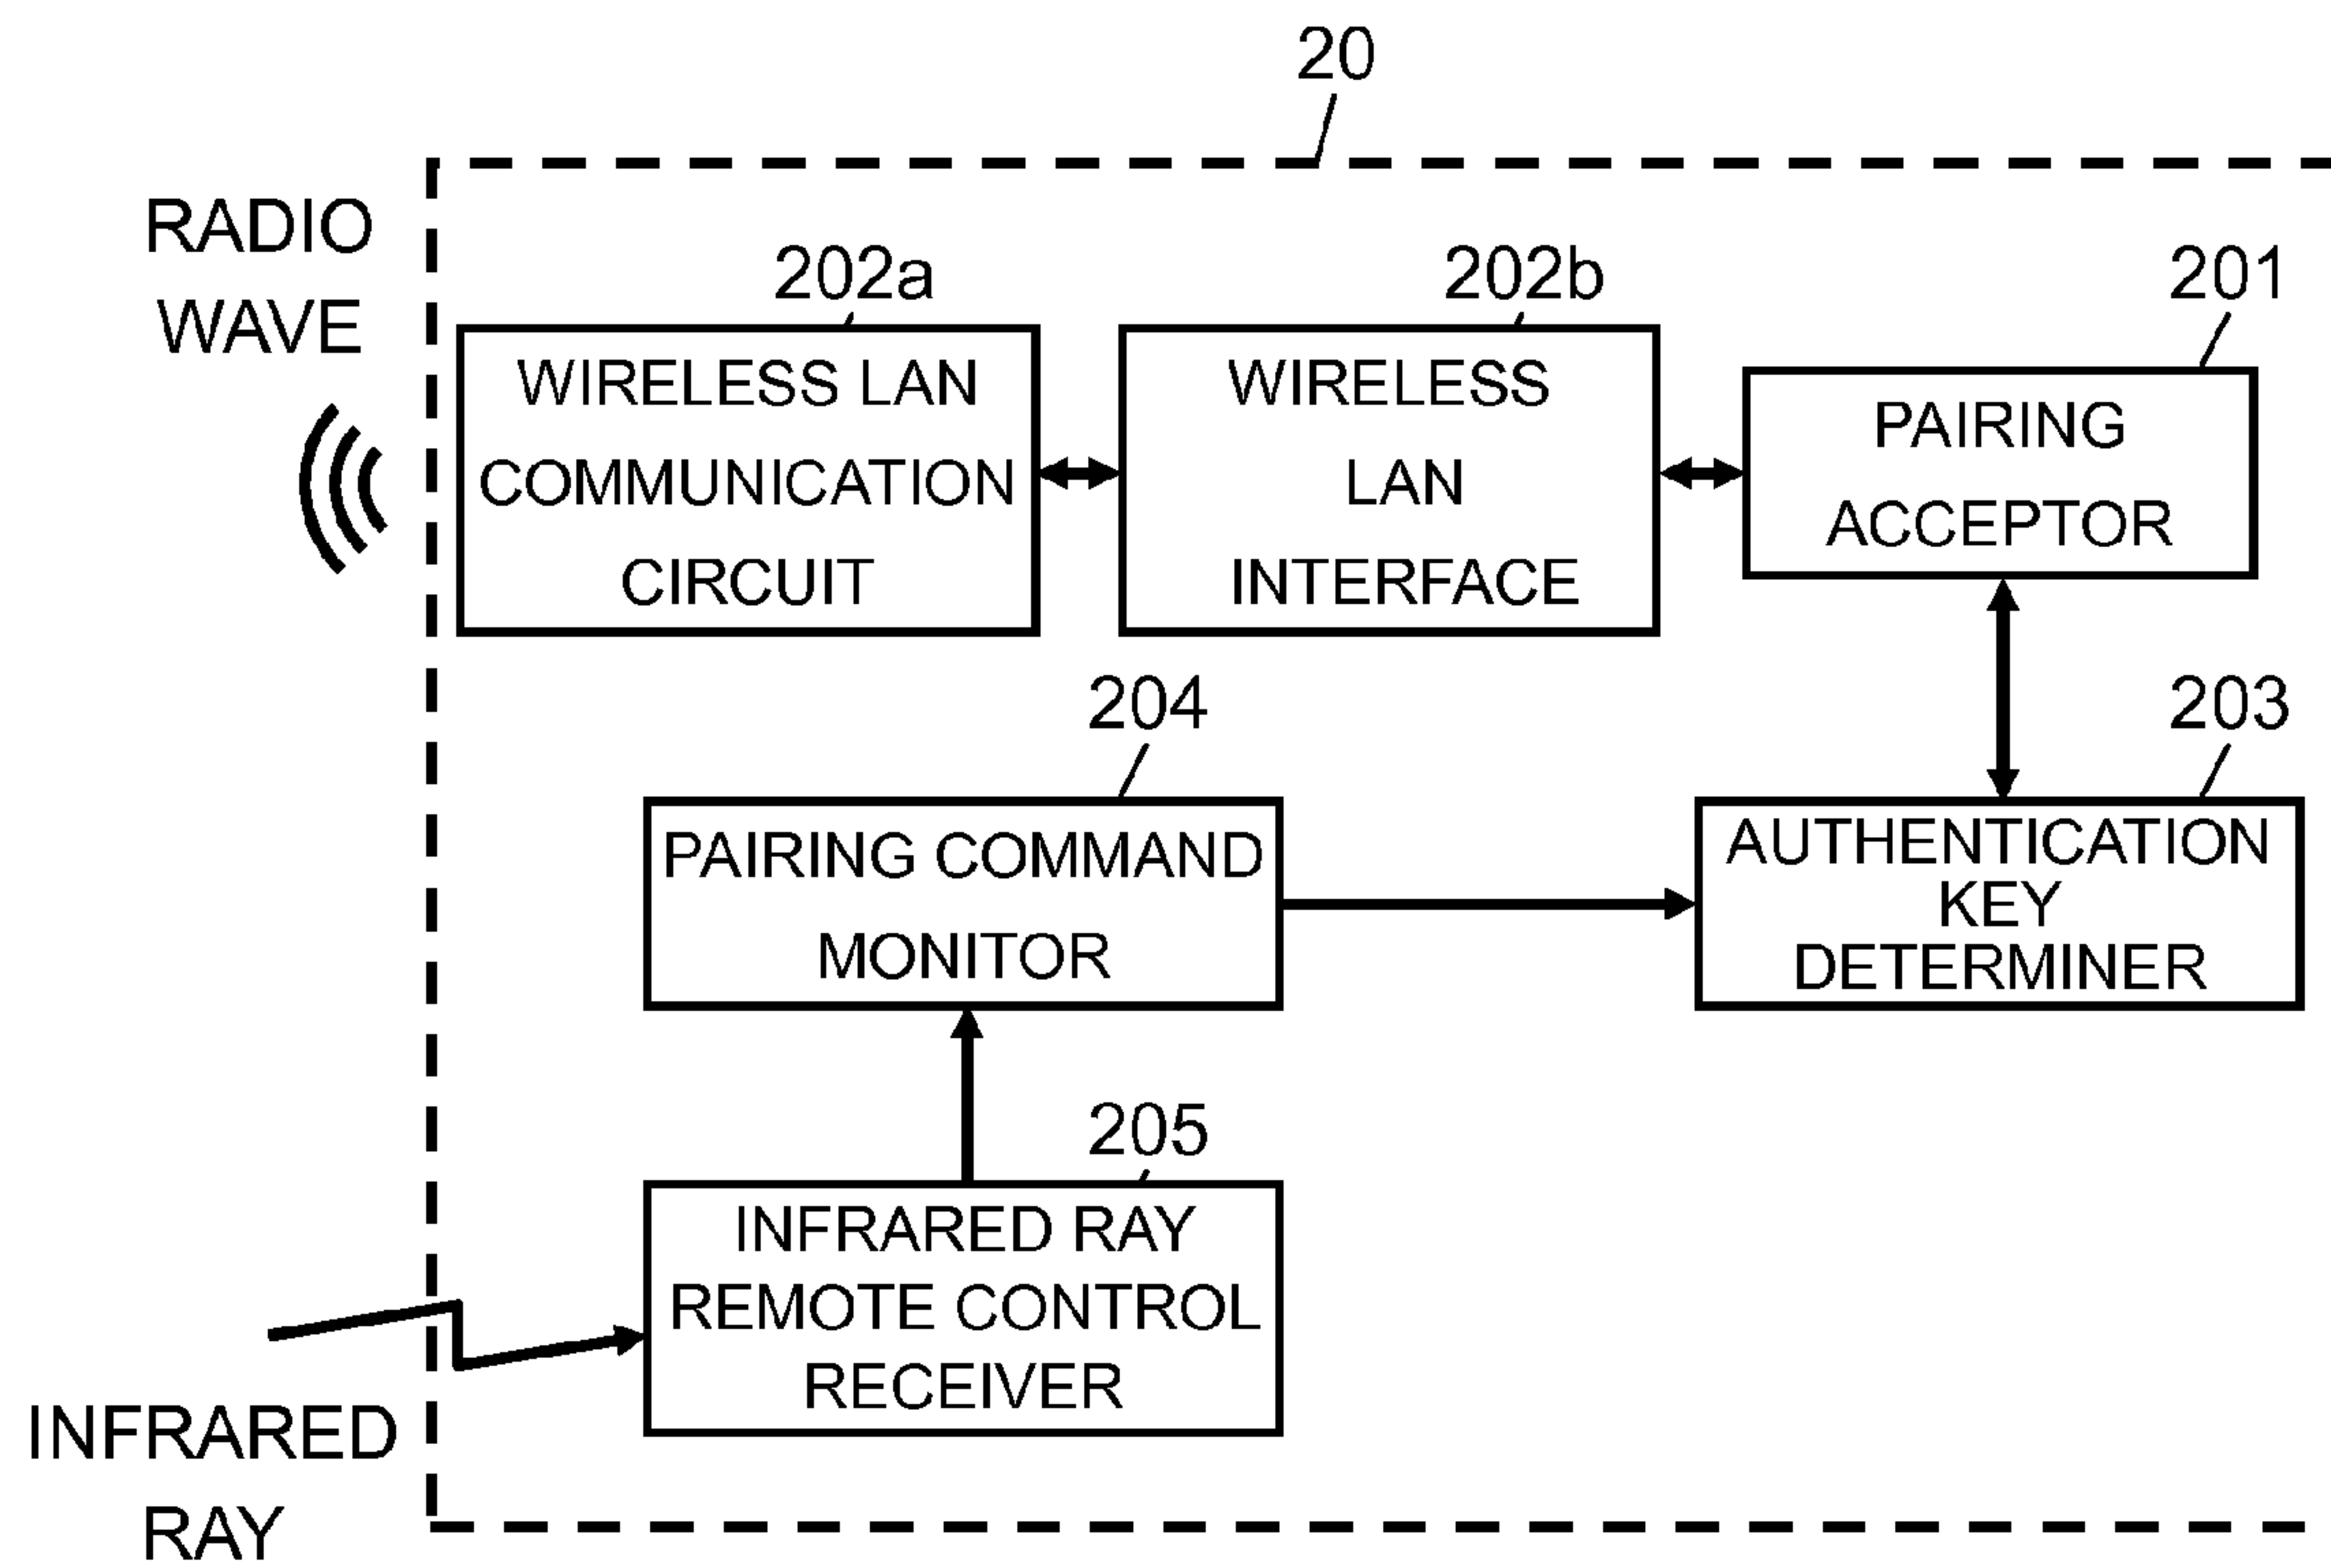 20
RADIO
WAVE
202a
202b
201
WIRELESS LAN
COMMUNICATION
CIRCUIT
WIRELESS
LAN
INTERFACE
PAIRING
ACCEPTOR
204
203
PAIRING COMMAND
MONITOR
AUTHENTICATION
KEY
DETERMINER
205
INFRARED RAY
REMOTE CONTROL
RECEIVER
INFRARED
RAY